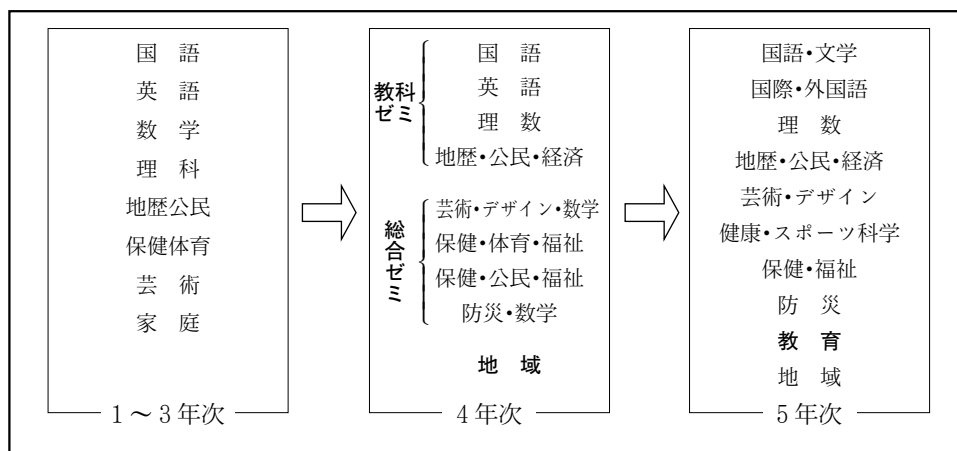 国　語
英　語
数　学
理　科
地歴公民
保健体育
芸　術
家　庭
1～3年次
教科
ゼミ
国　語
英　語
理　数
地歴・公民・経済
総合ゼミ
芸術・デザイン・数学
保健・体育・福祉
保健・公民・福祉
防災・数学
地　域
4年次
国語・文学
国際・外国語
理　数
地歴・公民・経済
芸術・デザイン
健康・スポーツ科学
保健・福祉
防　災
教　育
地　域
5年次